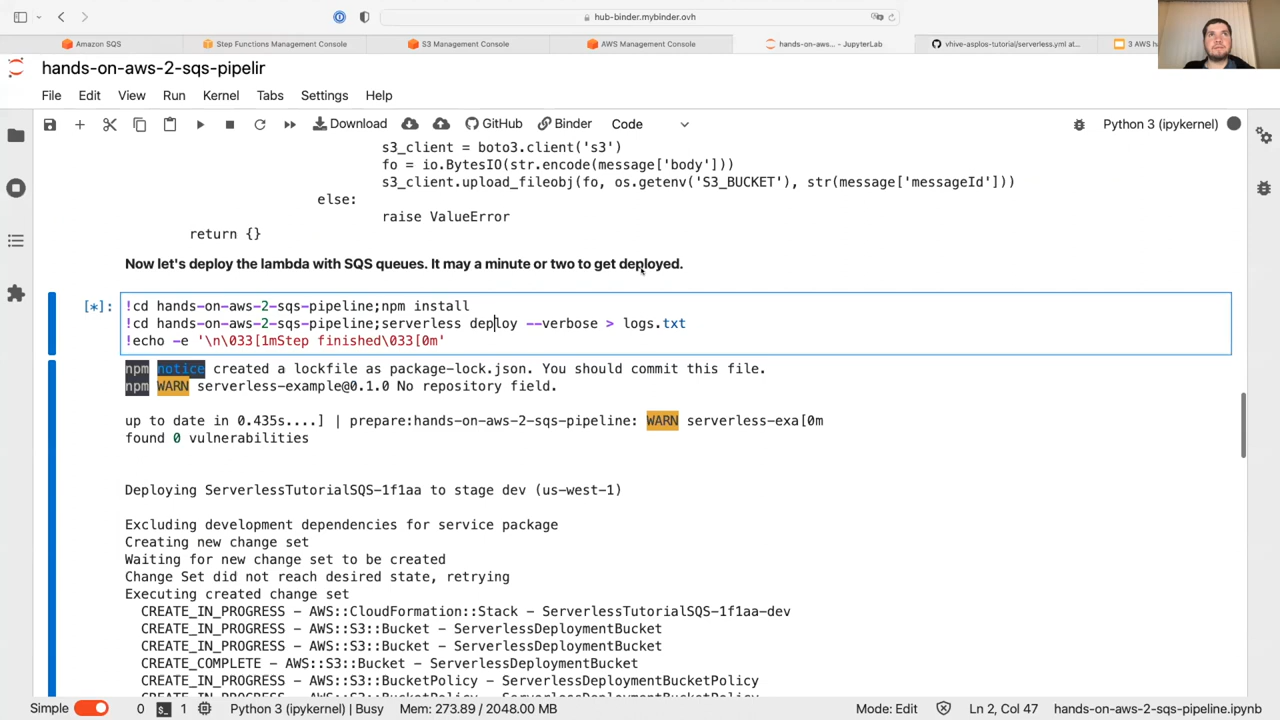 hub-binder.mybinder.ovh
Amazon SQS
Step Functions Management Console
S3 Management Console
AWS Management Console
hands-on-aws... - JupyterLab
vhive-asplos-tutorial/serverless.yml at...
3 AWS h
hands-on-aws-2-sqs-pipelir
File Edit View Run Kernel Tabs Settings Help
Download GitHub Binder Code Python 3 (ipykernel)
s3_client = boto3.client('s3')
fo = io.BytesIO(str.encode(message['body']))
s3_client.upload_fileobj(fo, os.getenv('S3_BUCKET'), str(message['messageId']))
else:
raise ValueError
return {}
Now let's deploy the lambda with SQS queues. It may a minute or two to get deployed.
[*]:
!cd hands-on-aws-2-sqs-pipeline;npm install
!cd hands-on-aws-2-sqs-pipeline;serverless deploy --verbose > logs.txt
!echo -e '\n\033[1mStep finished\033[0m'
npm notice created a lockfile as package-lock.json. You should commit this file.
npm WARN serverless-example@0.1.0 No repository field.
up to date in 0.435s....] | prepare:hands-on-aws-2-sqs-pipeline: WARN serverless-exa[0m
found 0 vulnerabilities
Deploying ServerlessTutorialSQS-1f1aa to stage dev (us-west-1)
Excluding development dependencies for service package
Creating new change set
Waiting for new change set to be created
Change Set did not reach desired state, retrying
Executing created change set
CREATE_IN_PROGRESS - AWS::CloudFormation::Stack - ServerlessTutorialSQS-1f1aa-dev
CREATE_IN_PROGRESS - AWS::S3::Bucket - ServerlessDeploymentBucket
CREATE_IN_PROGRESS - AWS::S3::Bucket - ServerlessDeploymentBucket
CREATE_COMPLETE - AWS::S3::Bucket - ServerlessDeploymentBucket
CREATE_IN_PROGRESS - AWS::S3::BucketPolicy - ServerlessDeploymentBucketPolicy
CREATE_IN_PROGRESS - AWS::S3::BucketPolicy - ServerlessDeploymentBucketPolicy
Simple 0 1 Python 3 (ipykernel) | Busy Mem: 273.89 / 2048.00 MB Mode: Edit Ln 2, Col 47 hands-on-aws-2-sqs-pipeline.ipynb